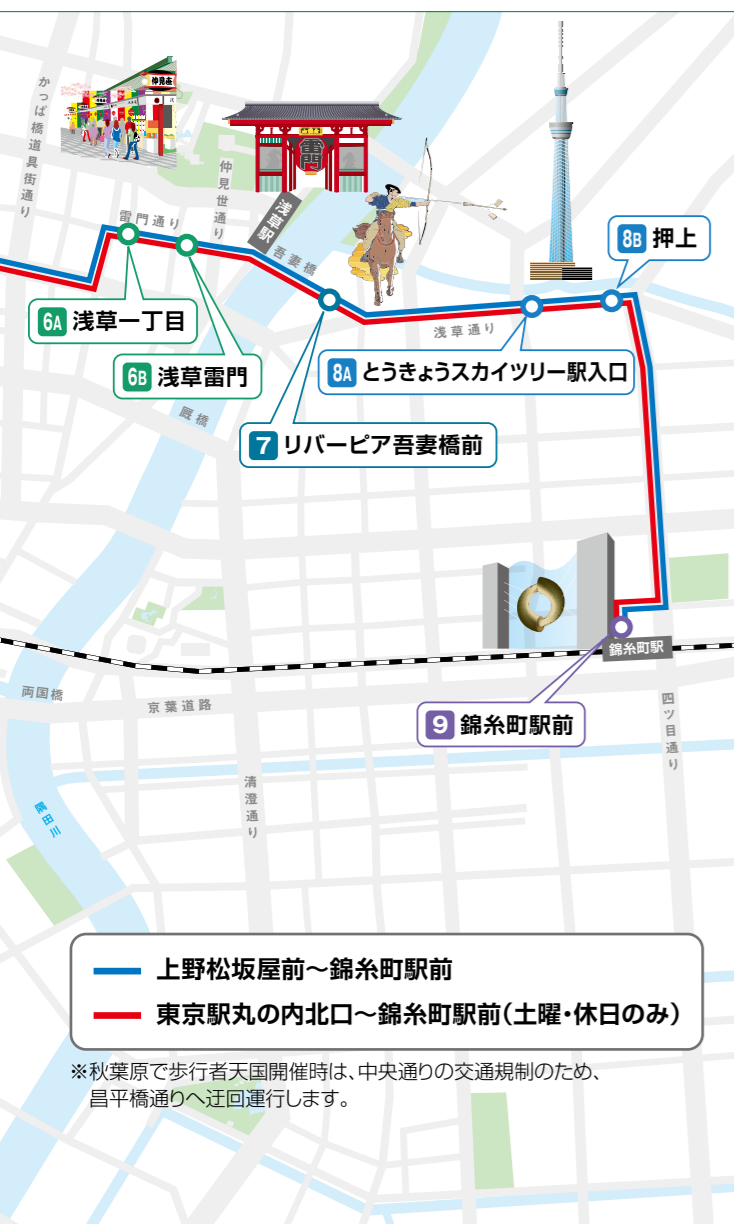 かっぱ橋道具街通り
仲見世
雷門
仲見世通り
雷門通り
浅草駅
吾妻橋
8B 押上
6A 浅草一丁目
浅草通り
6B 浅草雷門
8A とうきょうスカイツリー駅入口
厩橋
7 リバーピア吾妻橋前
錦糸町駅
両国橋
京葉道路
9 錦糸町駅前
四ツ目通り
清澄通り
隅田川
上野松坂屋前～錦糸町駅前
東京駅丸の内北口～錦糸町駅前（土曜・休日のみ）
※秋葉原で歩行者天国開催時は、中央通りの交通規制のため、
昌平橋通りへ迂回運行します。